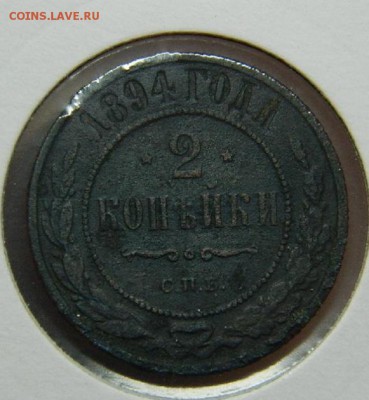 COINS.LAVE.RU
1894 ГОДА
* 2 *
КОПѢЙКИ
С.П.Б.